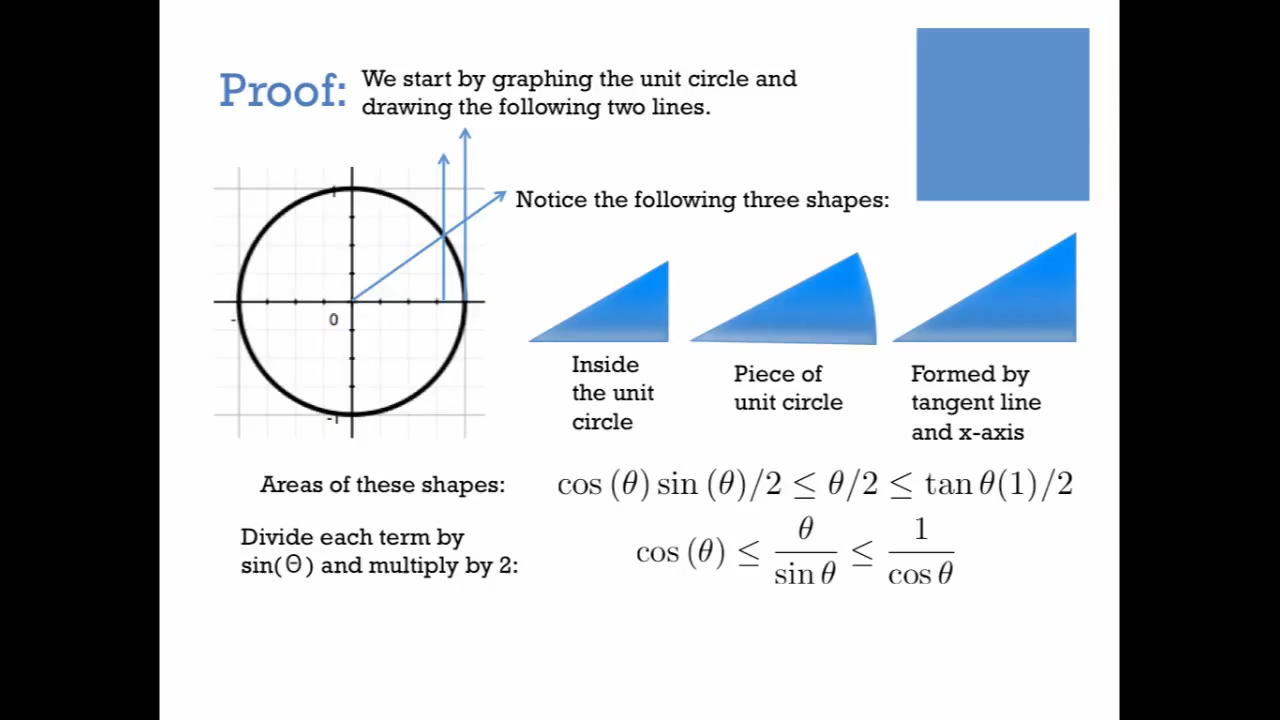 Proof:
We start by graphing the unit circle and
drawing the following two lines.
Notice the following three shapes:
0
-
-1
Inside
the unit
circle
Piece of
unit circle
Formed by
tangent line
and x-axis
Areas of these shapes:
cos (θ) sin (θ)/2 ≤ θ/2 ≤ tan θ(1)/2
Divide each term by
sin(Θ) and multiply by 2:
cos (θ) ≤ θ/sin θ ≤ 1/cos θ